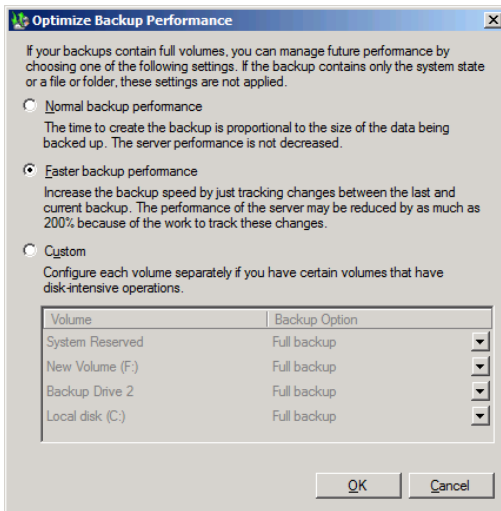 Optimize Backup Performance
If your backups contain full volumes, you can manage future performance by
choosing one of the following settings. If the backup contains only the system state
or a file or folder, these settings are not applied.
Normal backup performance
The time to create the backup is proportional to the size of the data being
backed up. The server performance is not decreased.
Faster backup performance
Increase the backup speed by just tracking changes between the last and
current backup. The performance of the server may be reduced by as much as
200% because of the work to track these changes.
Custom
Configure each volume separately if you have certain volumes that have
disk-intensive operations.
Volume Backup Option
System Reserved Full backup
New Volume (F:) Full backup
Backup Drive 2 Full backup
Local disk (C:) Full backup
OK Cancel